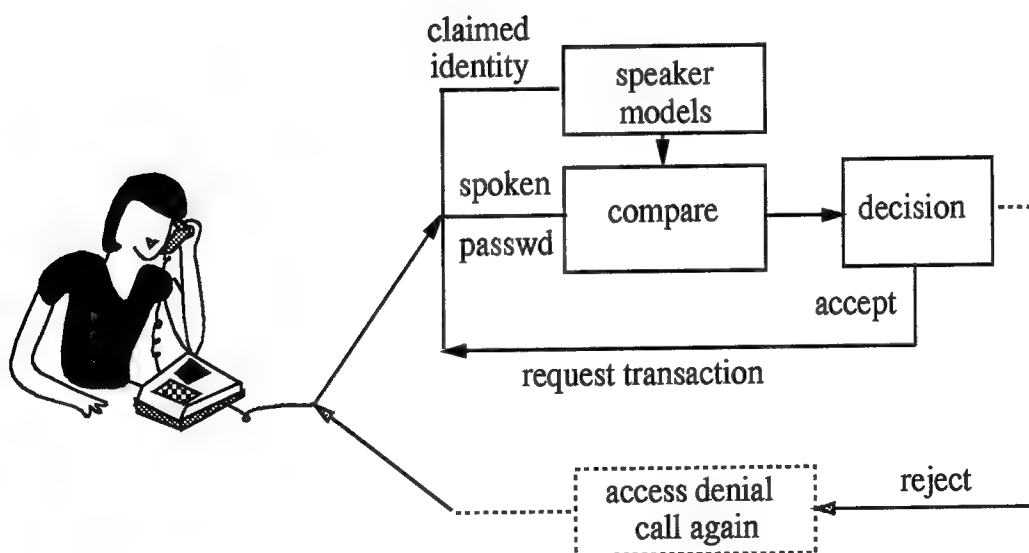 claimed
identity
speaker
models
spoken
passwd
compare
decision
accept
request transaction
access denial
call again
reject